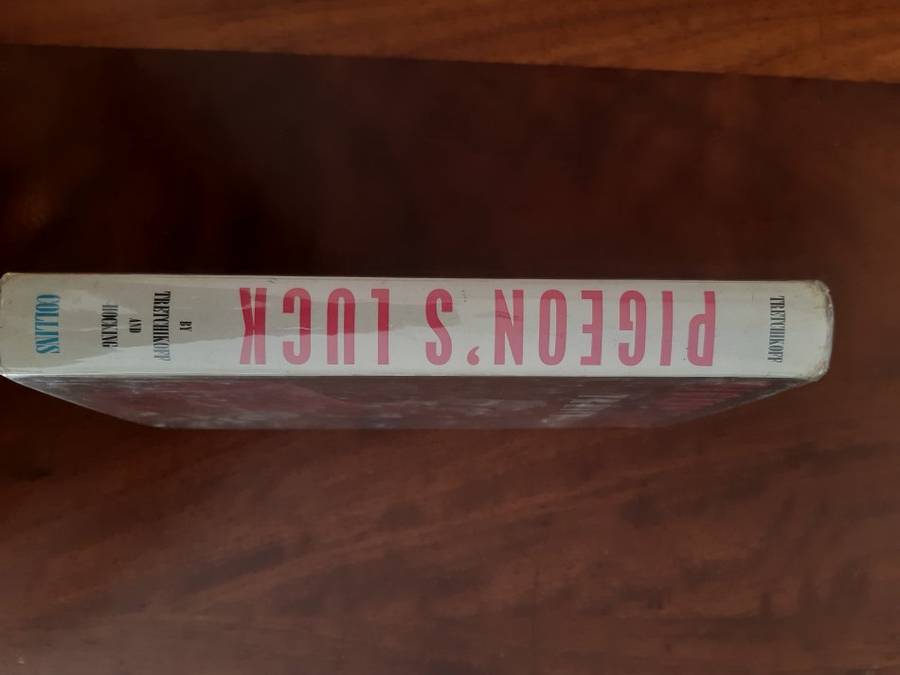 TRETCHIKOFF
PIGEON'S LUCK
BY
TRETCHIKOFF
AND
HOCKING
COLLINS